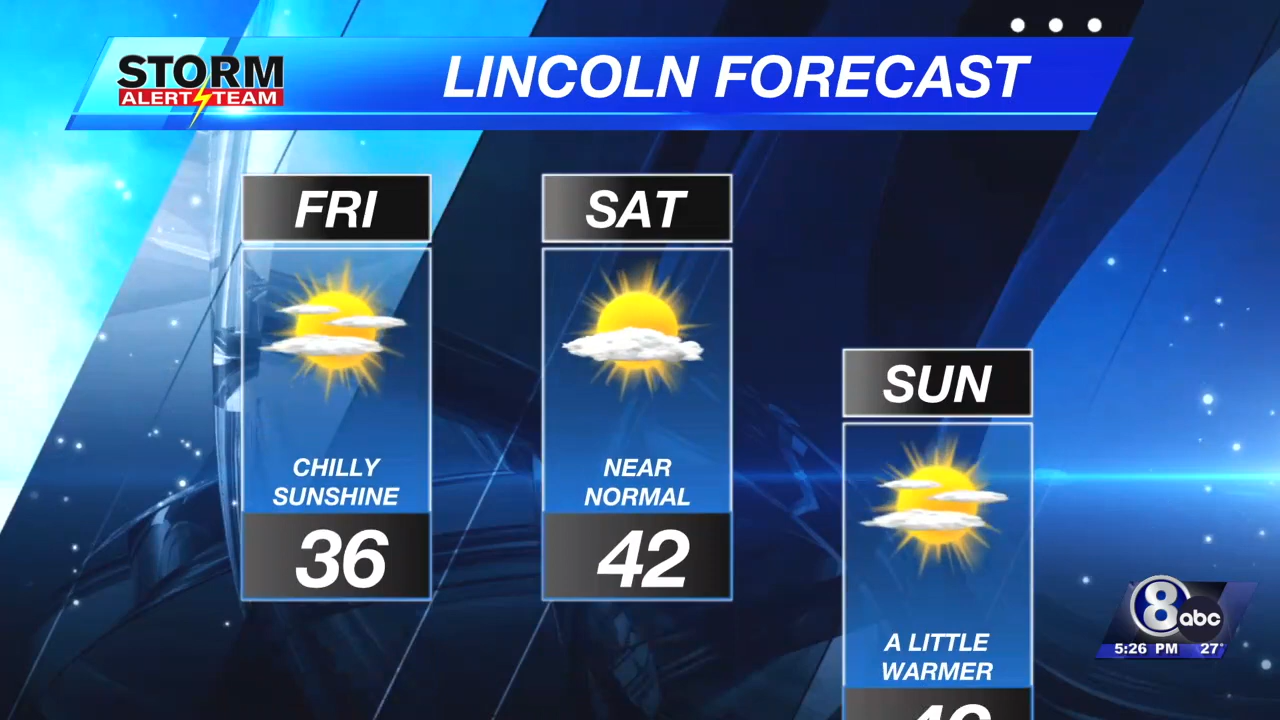 STORM
ALERT TEAM
LINCOLN FORECAST
FRI
CHILLY
SUNSHINE
36
SAT
NEAR
NORMAL
42
SUN
A LITTLE
WARMER
8 abc
5:26 PM 27°